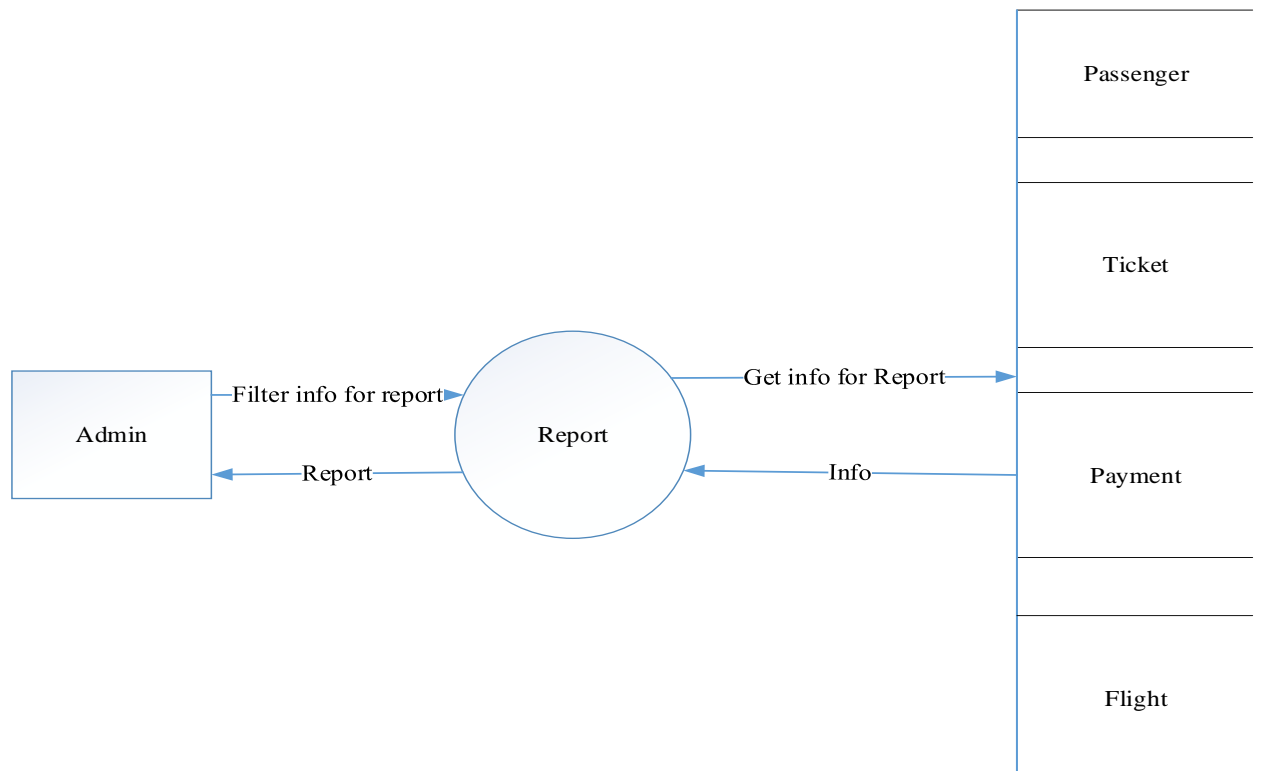 Passenger
Ticket
Get info for Report
Filter info for report
Admin
Report
Report
Info
Payment
Flight